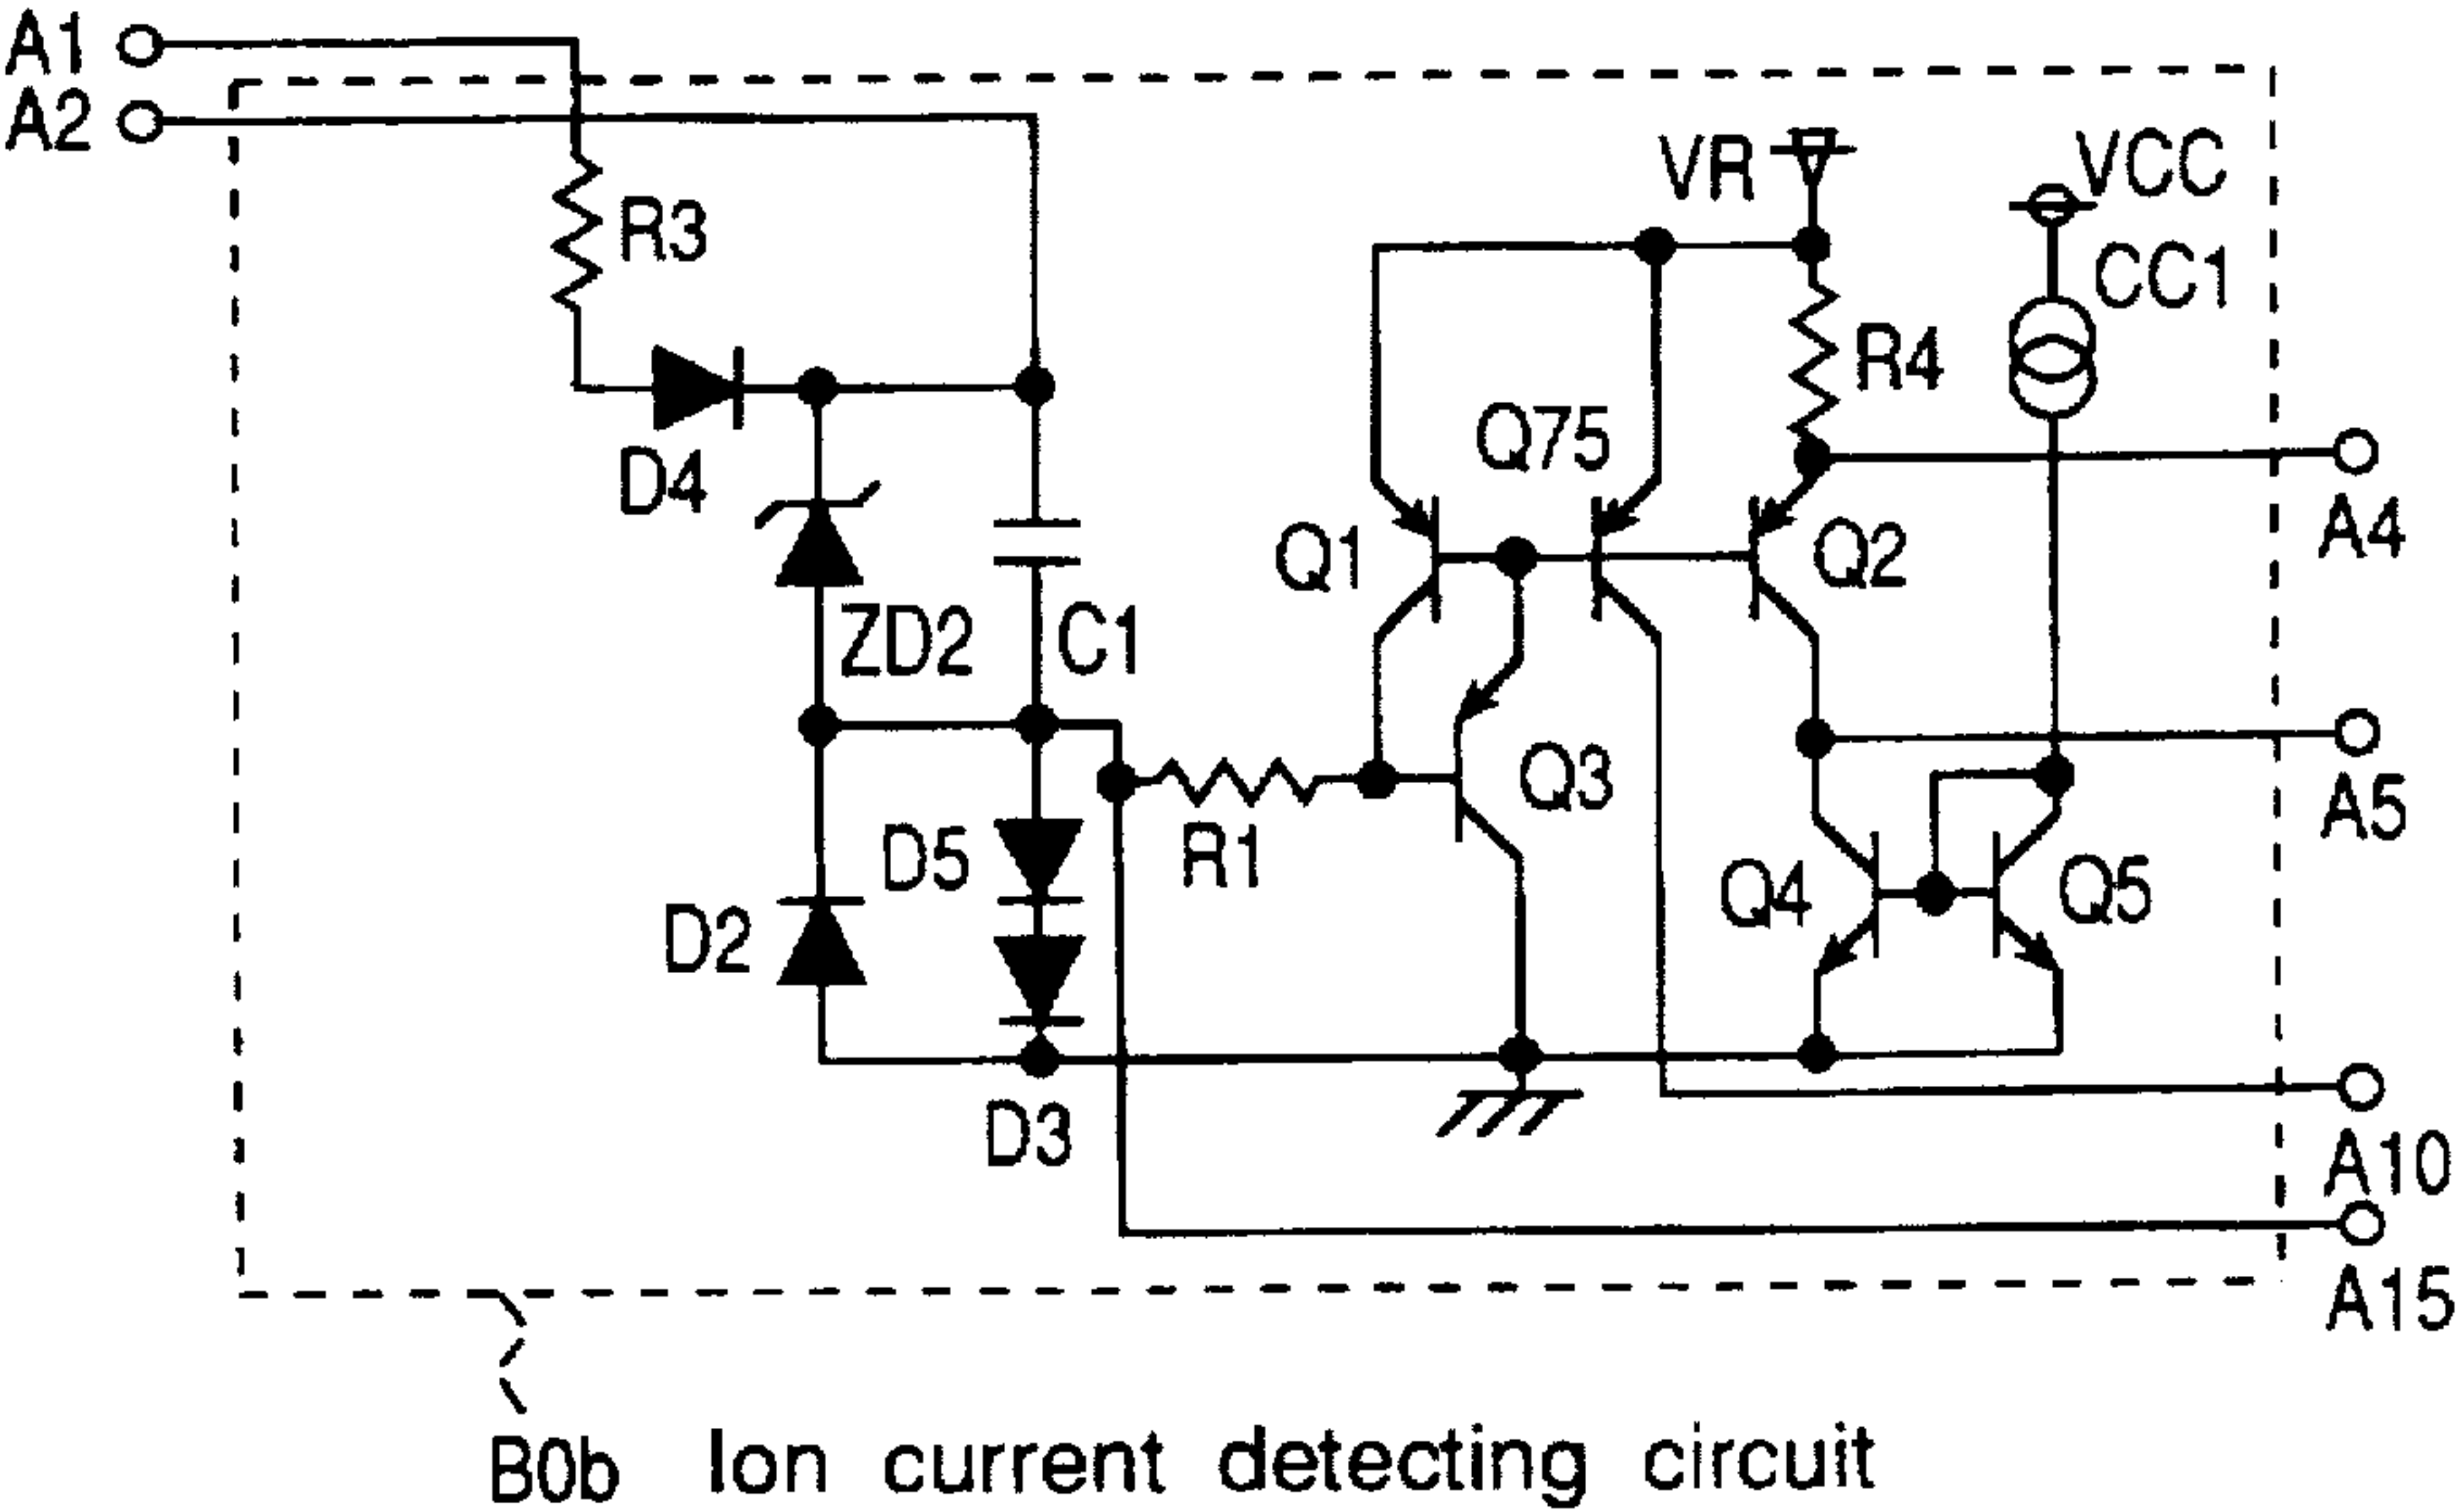 A1
A2
VR
VCC
R3
CC1
R4
Q75
D4
A4
Q1
Q2
ZD2
C1
Q3
A5
D5
R1
Q4
Q5
D2
D3
A10
A15
B0b Ion current detecting circuit